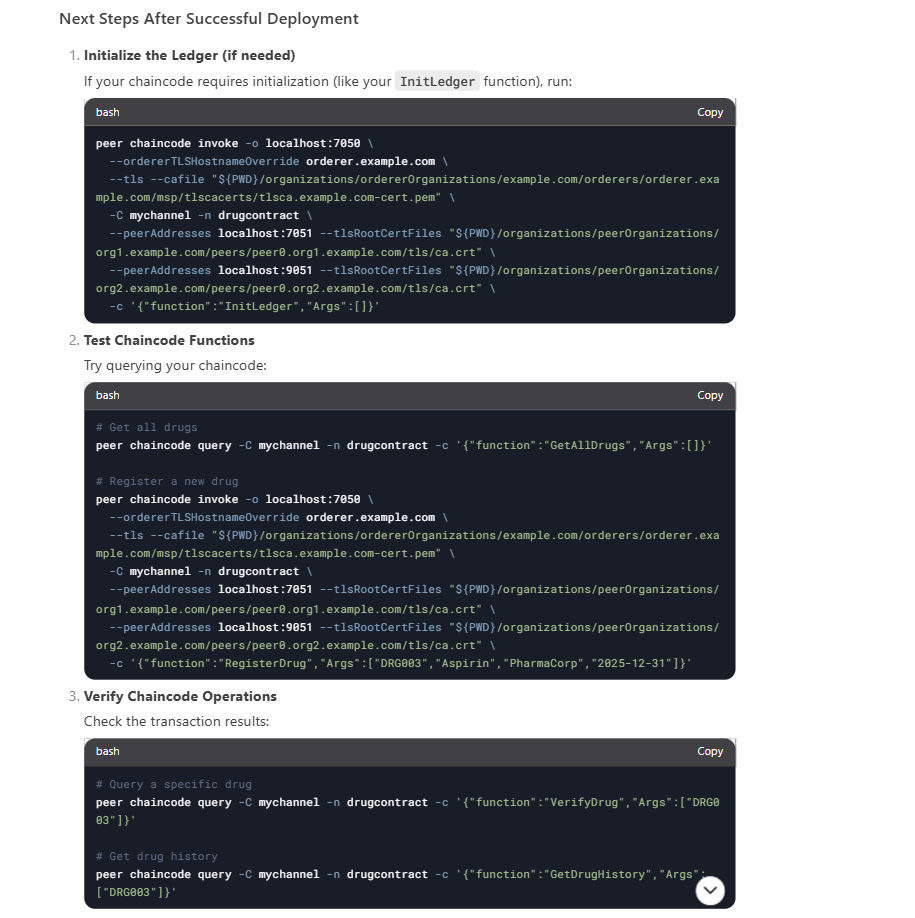 Next Steps After Successful Deployment
1. Initialize the Ledger (if needed)
If your chaincode requires initialization (like your InitLedger function), run:
bash Copy
peer chaincode invoke -o localhost:7050 \
--ordererTLSHostnameOverride orderer.example.com \
--tls --cafile "${PWD}/organizations/ordererOrganizations/example.com/orderers/orderer.exa
mple.com/msp/tlscacerts/tlsca.example.com-cert.pem" \
-C mychannel -n drugcontract \
--peerAddresses localhost:7051 --tlsRootCertFiles "${PWD}/organizations/peerOrganizations/
org1.example.com/peers/peer0.org1.example.com/tls/ca.crt" \
--peerAddresses localhost:9051 --tlsRootCertFiles "${PWD}/organizations/peerOrganizations/
org2.example.com/peers/peer0.org2.example.com/tls/ca.crt" \
-c '{"function":"InitLedger","Args":[]}'
2. Test Chaincode Functions
Try querying your chaincode:
bash Copy
# Get all drugs
peer chaincode query -C mychannel -n drugcontract -c '{"function":"GetAllDrugs","Args":[]}'
# Register a new drug
peer chaincode invoke -o localhost:7050 \
--ordererTLSHostnameOverride orderer.example.com \
--tls --cafile "${PWD}/organizations/ordererOrganizations/example.com/orderers/orderer.exa
mple.com/msp/tlscacerts/tlsca.example.com-cert.pem" \
-C mychannel -n drugcontract \
--peerAddresses localhost:7051 --tlsRootCertFiles "${PWD}/organizations/peerOrganizations/
org1.example.com/peers/peer0.org1.example.com/tls/ca.crt" \
--peerAddresses localhost:9051 --tlsRootCertFiles "${PWD}/organizations/peerOrganizations/
org2.example.com/peers/peer0.org2.example.com/tls/ca.crt" \
-c '{"function":"RegisterDrug","Args":["DRG003","Aspirin","PharmaCorp","2025-12-31"]}'
3. Verify Chaincode Operations
Check the transaction results:
bash Copy
# Query a specific drug
peer chaincode query -C mychannel -n drugcontract -c '{"function":"VerifyDrug","Args":["DRG0
03"]}'
# Get drug history
peer chaincode query -C mychannel -n drugcontract -c '{"function":"GetDrugHistory","Args":
["DRG003"]}'